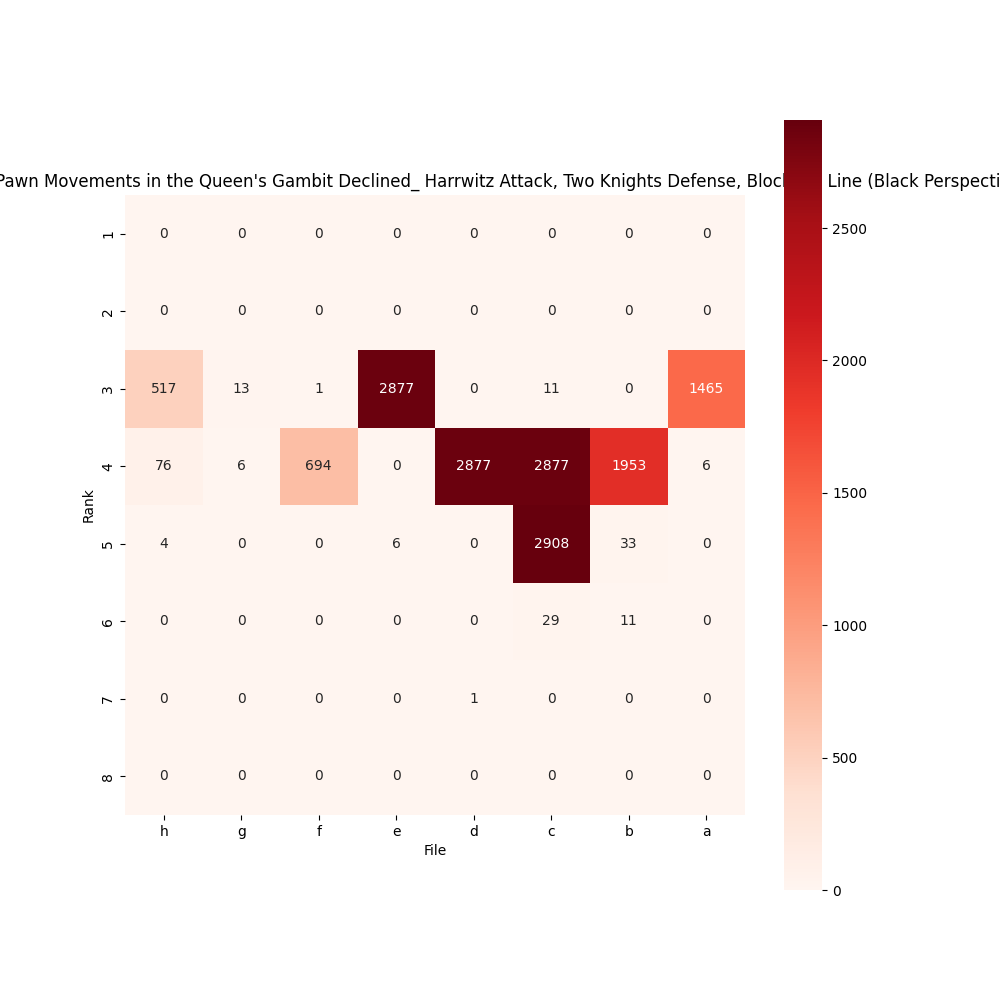 Pawn Movements in the Queen's Gambit Declined_ Harrwitz Attack, Two Knights Defense, Bloc Line (Black Perspecti
1 0 0 0 0 0 0 0 0
2 0 0 0 0 0 0 0 0
2500
3 517 13 1 2877 0 11 0 1465
2000
4 76 6 694 0 2877 2877 1953 6
1500
Rank
5 4 0 0 6 0 2908 33 0
6 0 0 0 0 0 29 11 0
1000
7 0 0 0 0 1 0 0 0
500
8 0 0 0 0 0 0 0 0
h g f e d c b a
File
0